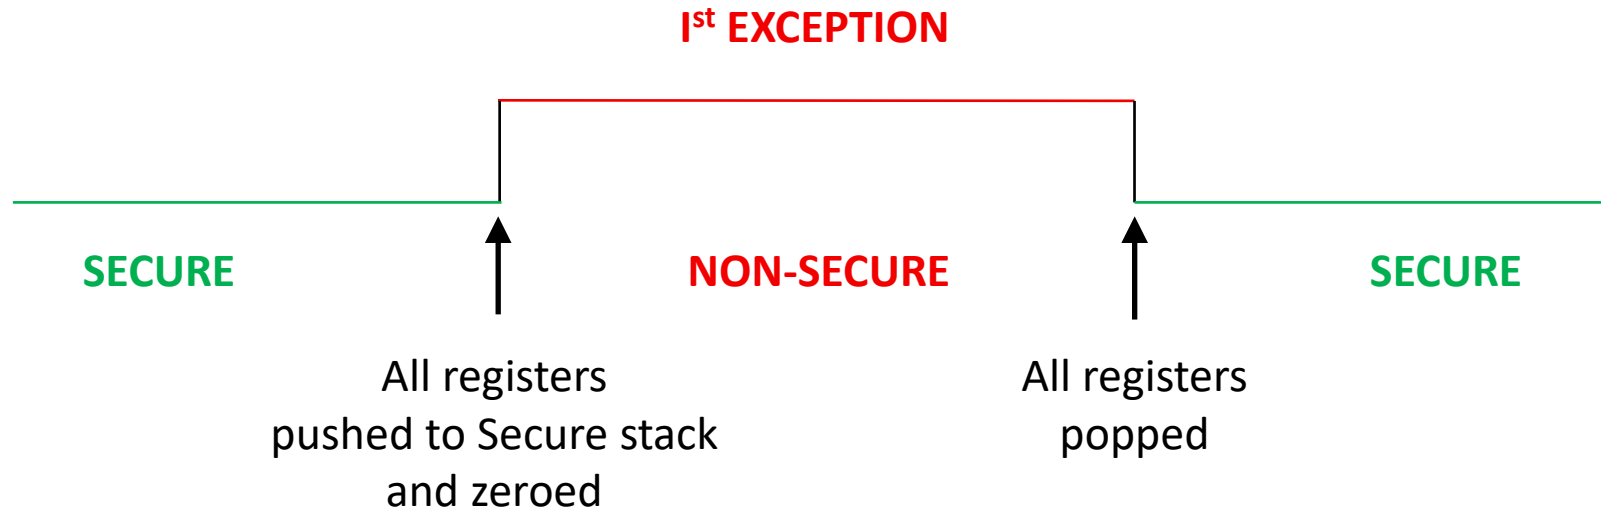 Ist EXCEPTION
SECURE
NON-SECURE
SECURE
All registers
pushed to Secure stack
and zeroed
All registers
popped